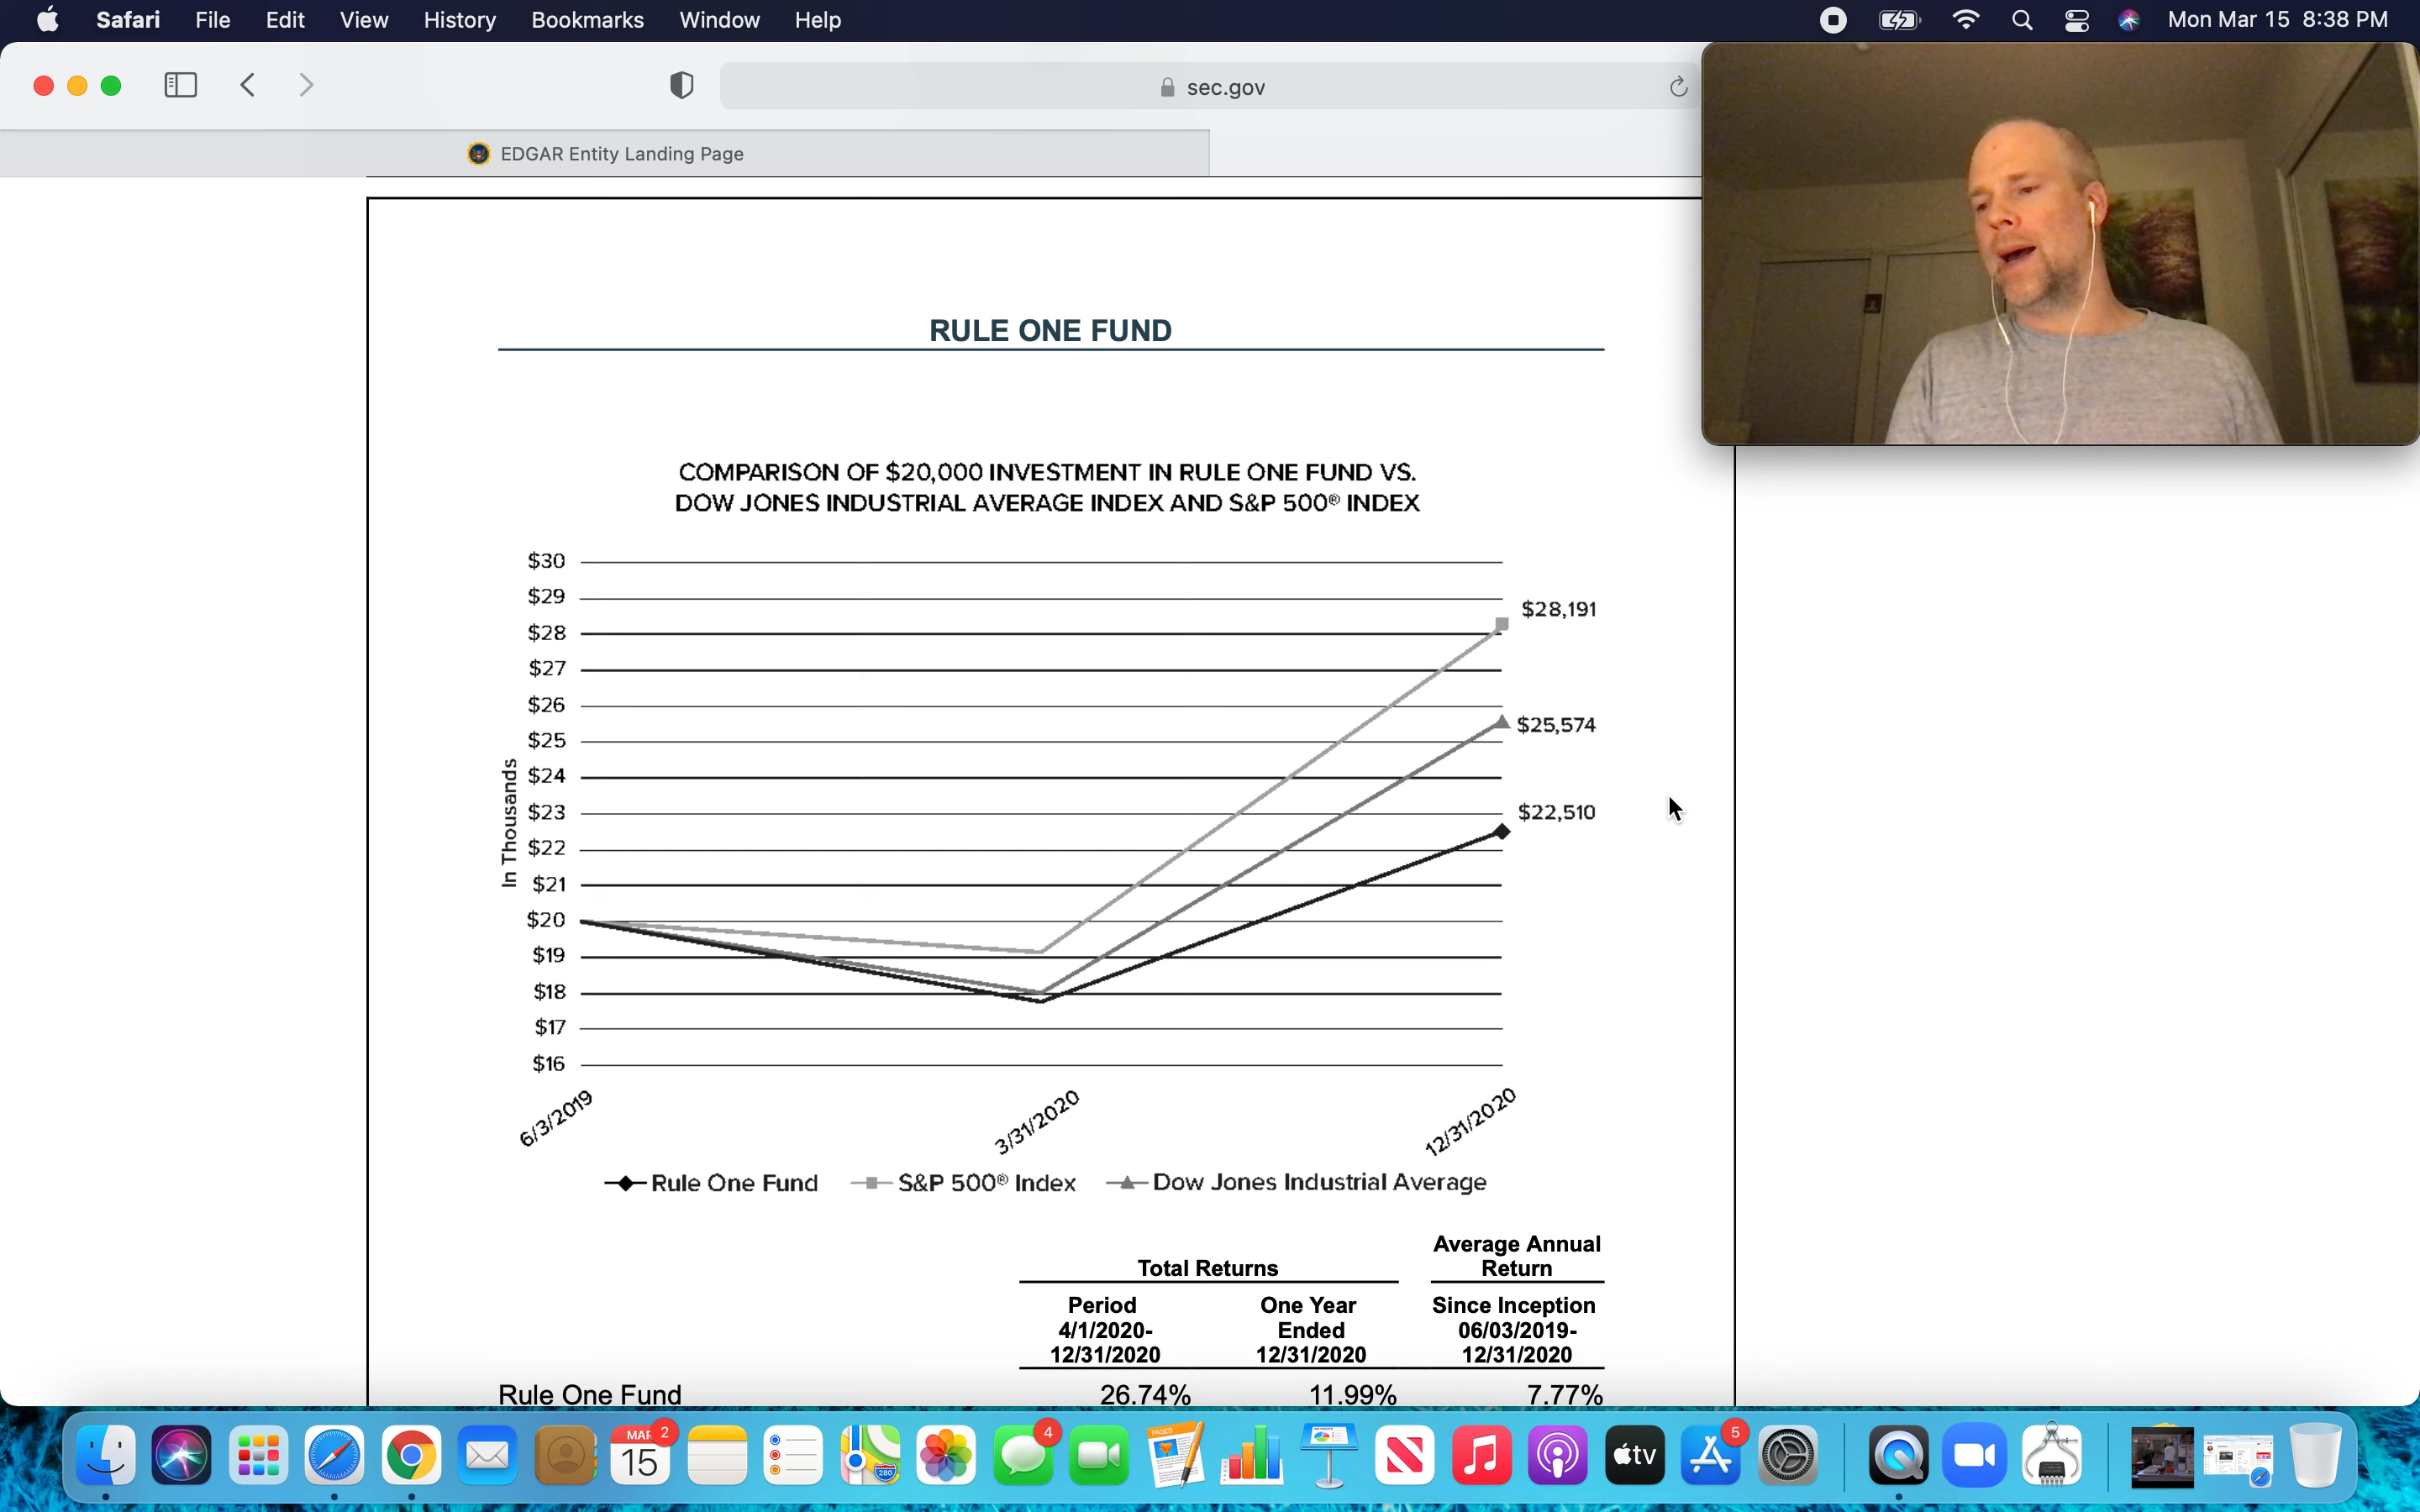 Safari File Edit View History Bookmarks Window Help Mon Mar 15 8:38 PM
sec.gov
EDGAR Entity Landing Page
RULE ONE FUND
COMPARISON OF $20,000 INVESTMENT IN RULE ONE FUND VS.
DOW JONES INDUSTRIAL AVERAGE INDEX AND S&P 500® INDEX
In Thousands
$30
$29
$28
$27
$26
$25
$24
$23
$22
$21
$20
$19
$18
$17
$16
$28,191
$25,574
$22,510
6/3/2019 3/31/2020 12/31/2020
Rule One Fund S&P 500® Index Dow Jones Industrial Average
Total Returns Average Annual Return
Period 4/1/2020- 12/31/2020 One Year Ended 12/31/2020 Since Inception 06/03/2019- 12/31/2020
Rule One Fund 26.74% 11.99% 7.77%
MAR 2
15
280
4
PAGES
tv
5